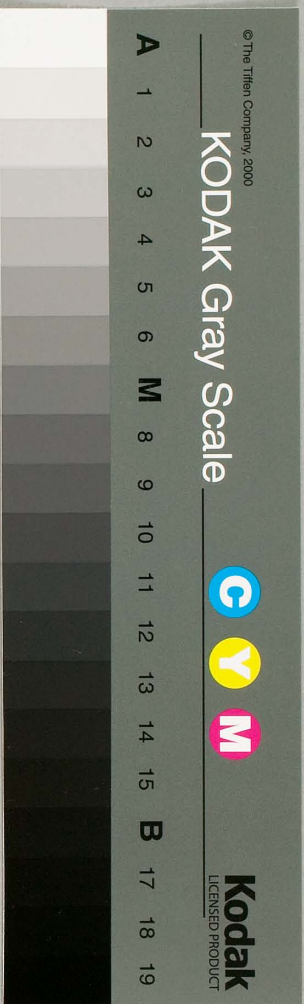 © The Tiffen Company, 2000
KODAK Gray Scale
C Y M
Kodak
LICENSED PRODUCT
A 1 2 3 4 5 6 M 8 9 10 11 12 13 14 15 B 17 18 19